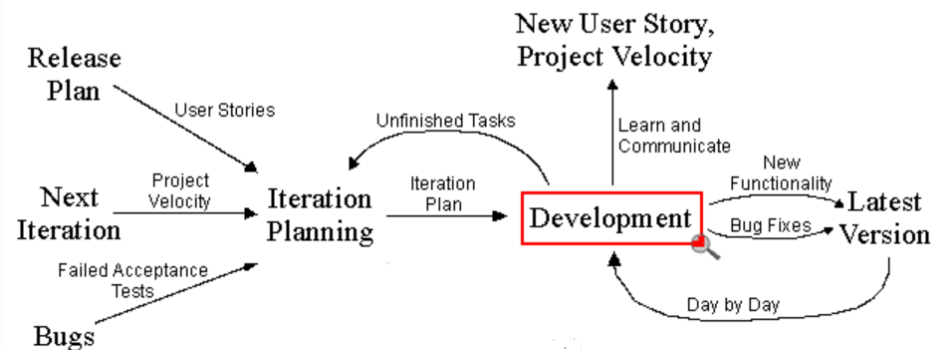 New User Story,
Project Velocity
Release
Plan
User Stories
Unfinished Tasks
Learn and
Communicate
Next
Iteration
Project
Velocity
Iteration
Planning
Iteration
Plan
Development
New
Functionality
Bug Fixes
Latest
Version
Failed Acceptance
Tests
Day by Day
Bugs